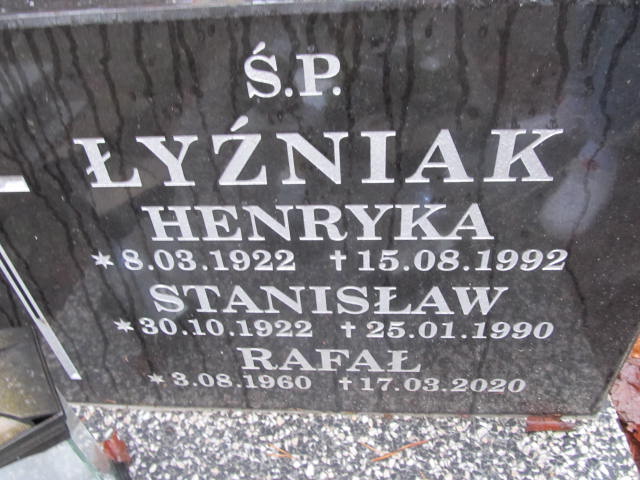 Ś.P.
ŁYŹNIAK
HENRYKA
* 8.03.1922 † 15.08.1992
STANISŁAW
* 30.10.1922 † 25.01.1990
RAFAŁ
* 3.08.1960 † 17.03.2020